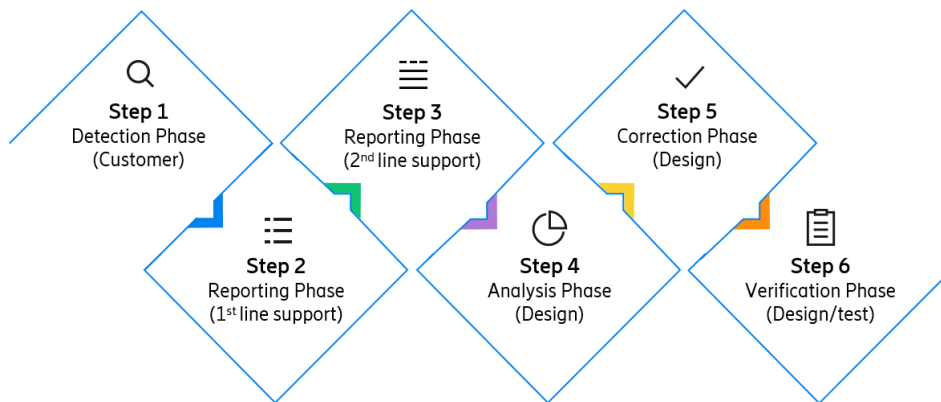 Step 1
Detection Phase
(Customer)
Step 2
Reporting Phase
(1st line support)
Step 3
Reporting Phase
(2nd line support)
Step 4
Analysis Phase
(Design)
Step 5
Correction Phase
(Design)
Step 6
Verification Phase
(Design/test)